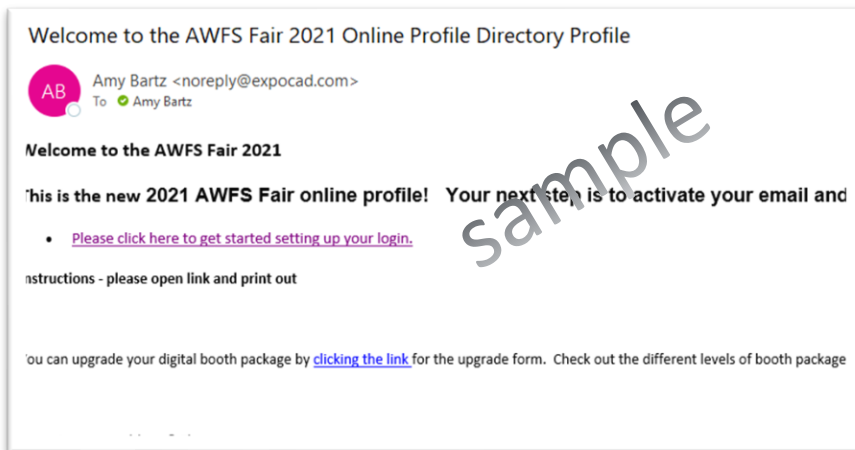 Welcome to the AWFS Fair 2021 Online Profile Directory Profile
AB
Amy Bartz <noreply@expocad.com>
To Amy Bartz
Welcome to the AWFS Fair 2021
This is the new 2021 AWFS Fair online profile! Your next step is to activate your email and
• Please click here to get started setting up your login.
nstructions - please open link and print out
ou can upgrade your digital booth package by clicking the link for the upgrade form. Check out the different levels of booth package
sample